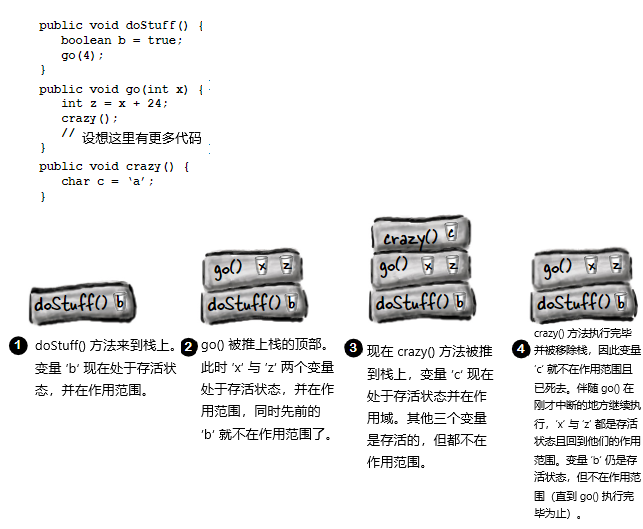 public void doStuff() {
boolean b = true;
go(4);
}
public void go(int x) {
int z = x + 24;
crazy();
// 设想这里有更多代码
}
public void crazy() {
char c = ‘a’;
}
doStuff() b
go() x z
doStuff() b
crazy() c
go() x z
doStuff() b
go() x z
doStuff() b
1 doStuff() 方法来到栈上。
变量 ‘b’ 现在处于存活状
态，并在作用范围。
2 go() 被推上栈的顶部。
此时 ‘x’ 与 ‘z’ 两个变量
处于存活状态，并在作
用范围，同时先前的
‘b’ 就不在作用范围了。
3 现在 crazy() 方法被推
到栈上，变量 ‘c’ 现在
处于存活状态并在作
用域。其他三个变量
是存活的，但都不在
作用范围。
4 crazy() 方法执行完毕
并被移除栈，因此变量
‘c’ 就不在作用范围且
已死去。伴随 go() 在
刚才中断的地方继续执
行，‘x’ 与 ‘z’ 都是存活
状态且回到他们的作用
范围。变量 ‘b’ 仍是存
活状态，但不在作用范
围（直到 go() 执行完
毕为止）。